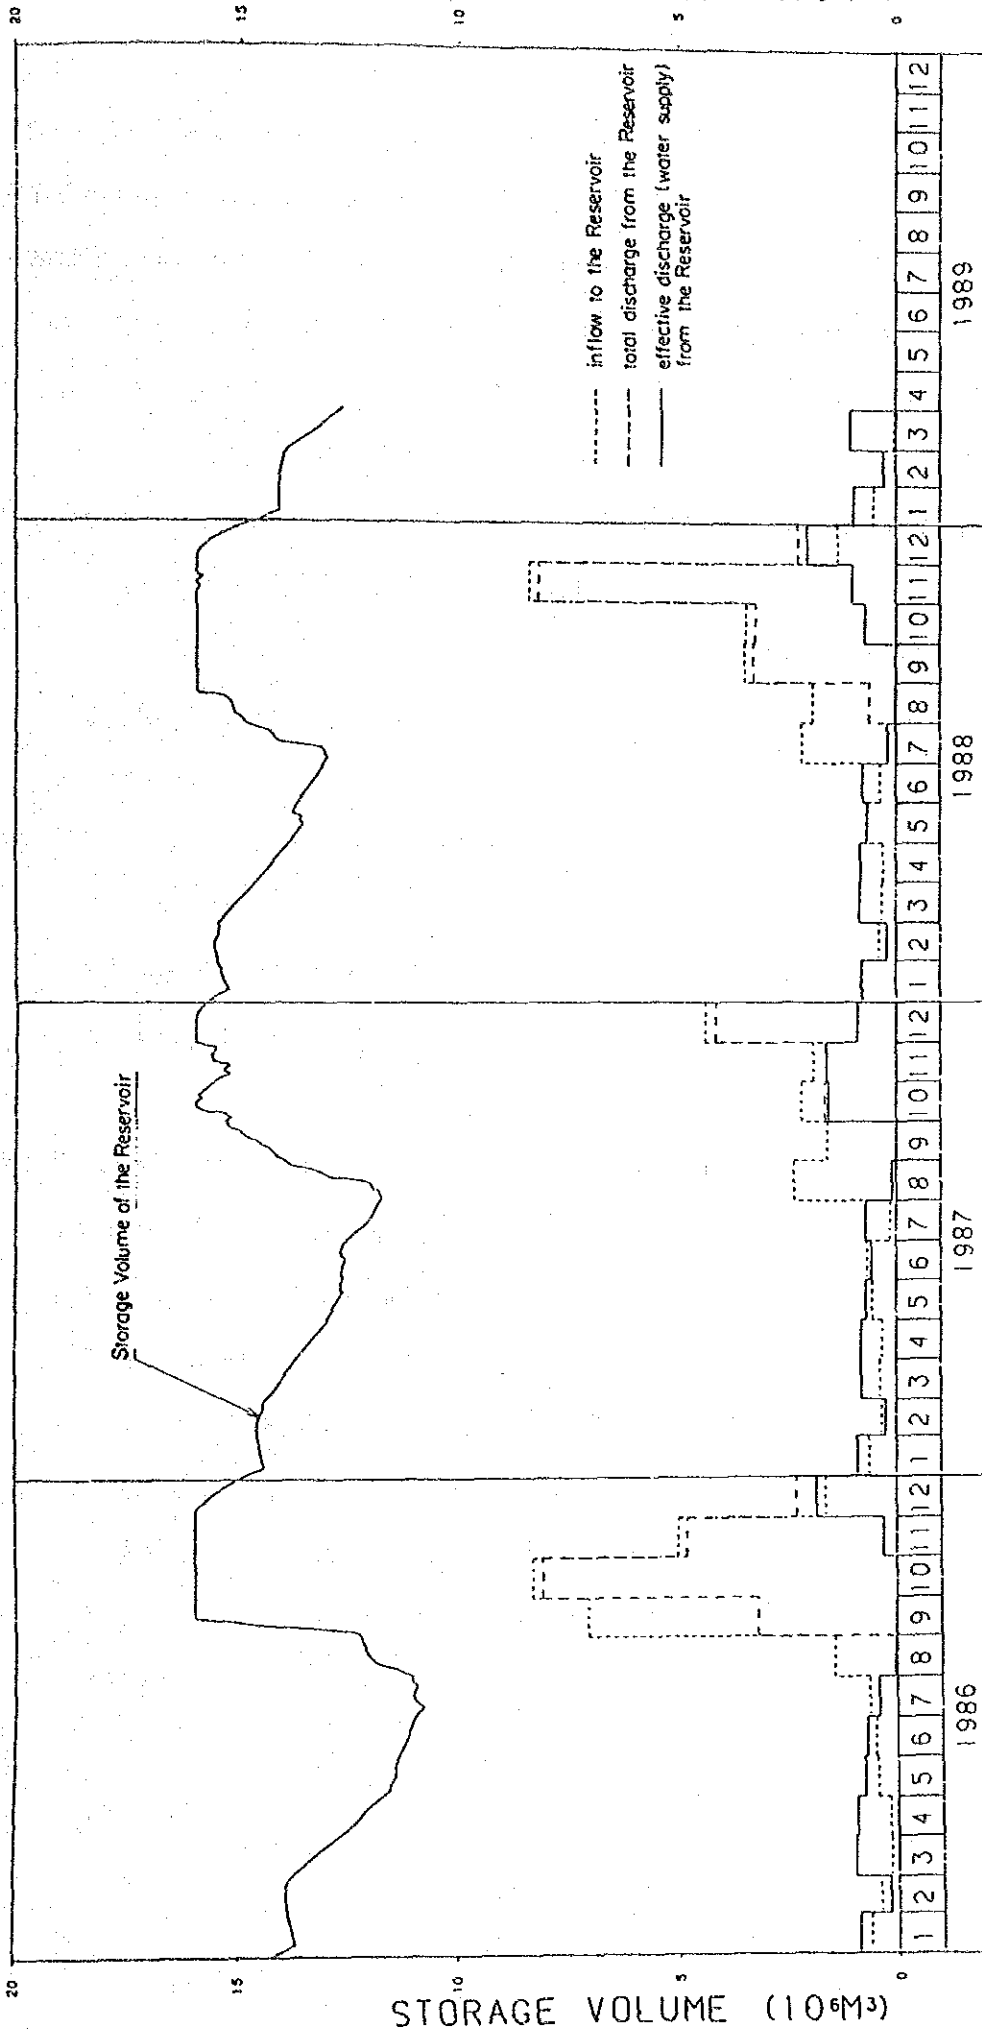 Storage Volume of the Reservoir
inflow to the Reservoir
total discharge from the Reservoir
effective discharge (water supply)
from the Reservoir
STORAGE VOLUME (10⁶M³)
20
15
10
5
0
20
15
10
5
0
1 2 3 4 5 6 7 8 9 10 11 12
1986
1 2 3 4 5 6 7 8 9 10 11 12
1987
1 2 3 4 5 6 7 8 9 10 11 12
1988
1 2 3 4 5 6 7 8 9 10 11 12
1989